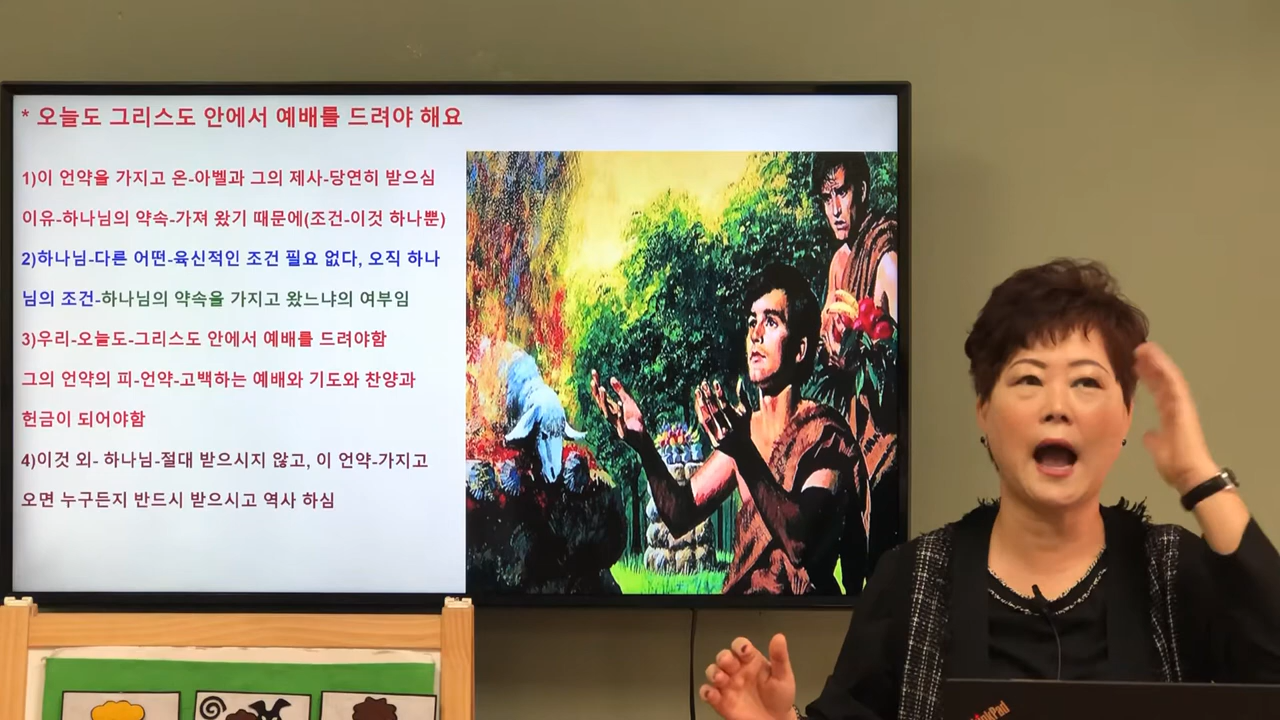 * 오늘도 그리스도 안에서 예배를 드려야 해요
1)이 언약을 가지고 온-아벨과 그의 제사-당연히 받으심
이유-하나님의 약속-가져 왔기 때문에(조건-이것 하나뿐)
2)하나님-다른 어떤-육신적인 조건 필요 없다, 오직 하나
님의 조건-하나님의 약속을 가지고 왔느냐의 여부임
3)우리-오늘도-그리스도 안에서 예배를 드려야함
그의 언약의 피-언약-고백하는 예배와 기도와 찬양과
헌금이 되어야함
4)이것 외- 하나님-절대 받으시지 않고, 이 언약-가지고
오면 누구든지 반드시 받으시고 역사 하심
ThinkPad